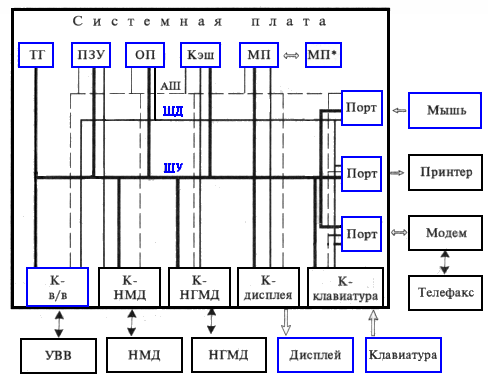 Системная плата
ТГ ПЗУ ОП Кэш МП МП*
АШ
ШД
Порт Мышь
ШУ
Порт Принтер
Порт Модем
К-
в/в
К-
НМД
К-
НГМД
К-
дисплея
К-
клавиатура
Телефакс
УВВ НМД НГМД Дисплей Клавиатура